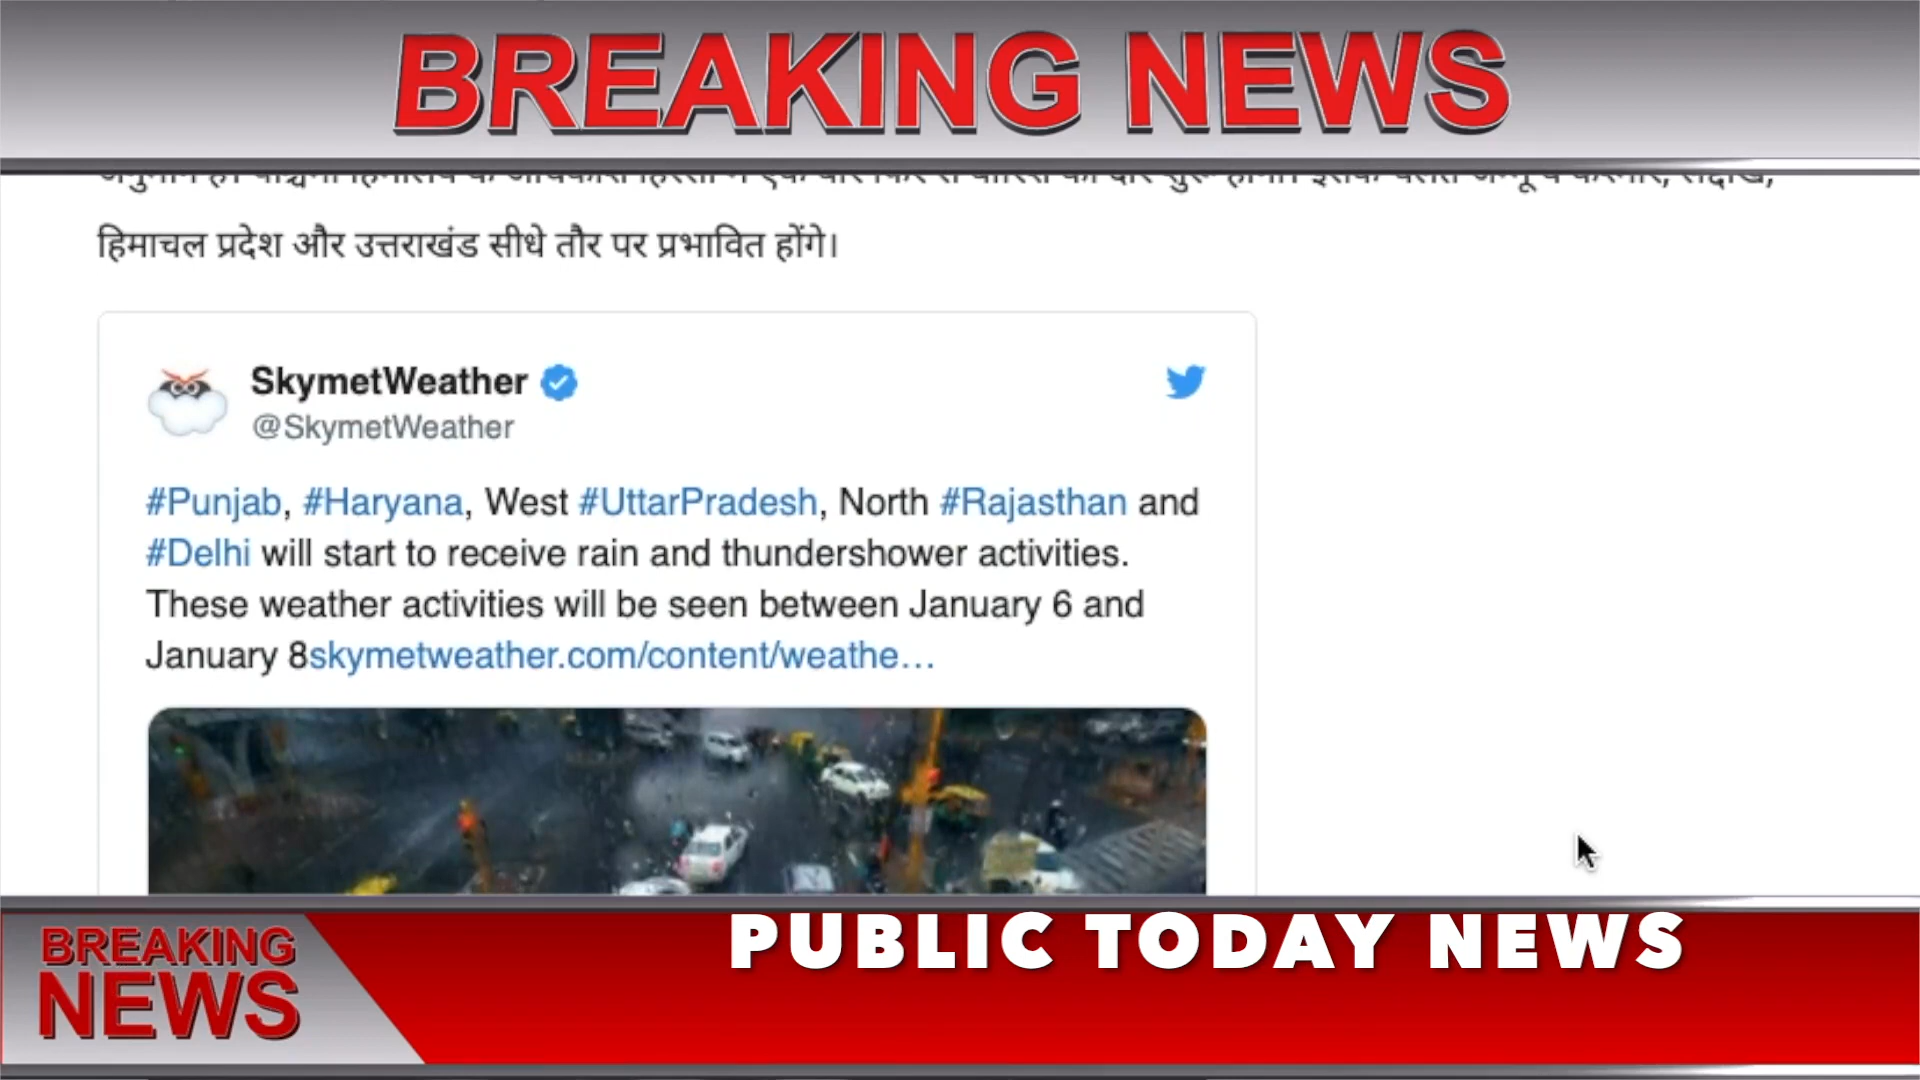 BREAKING NEWS
हिमाचल प्रदेश और उत्तराखंड सीधे तौर पर प्रभावित होंगे।
SkymetWeather
@SkymetWeather
#Punjab, #Haryana, West #UttarPradesh, North #Rajasthan and
#Delhi will start to receive rain and thundershower activities.
These weather activities will be seen between January 6 and
January 8skymetweather.com/content/weathe…
PUBLIC TODAY NEWS
BREAKING
NEWS